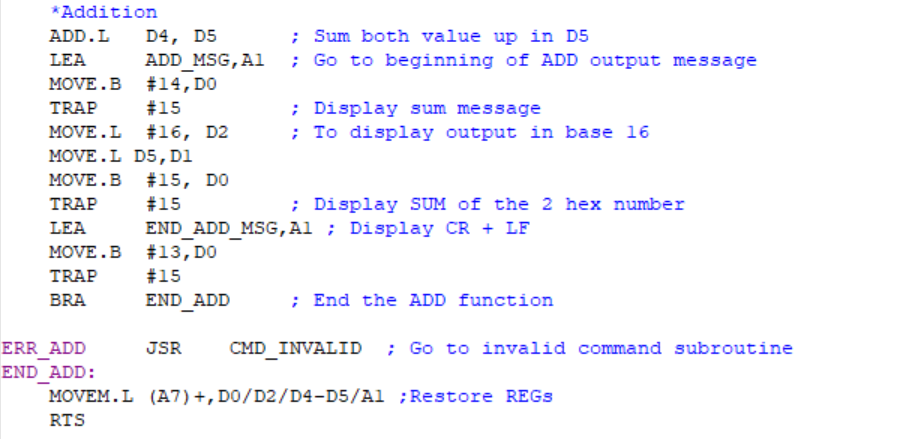 *Addition
ADD.L D4, D5 ; Sum both value up in D5
LEA ADD_MSG,A1 ; Go to beginning of ADD output message
MOVE.B #14,D0
TRAP #15 ; Display sum message
MOVE.L #16, D2 ; To display output in base 16
MOVE.L D5,D1
MOVE.B #15, D0
TRAP #15 ; Display SUM of the 2 hex number
LEA END_ADD_MSG,A1 ; Display CR + LF
MOVE.B #13,D0
TRAP #15
BRA END_ADD ; End the ADD function
ERR_ADD JSR CMD_INVALID ; Go to invalid command subroutine
END_ADD:
MOVEM.L (A7)+,D0/D2/D4-D5/A1 ;Restore REGs
RTS